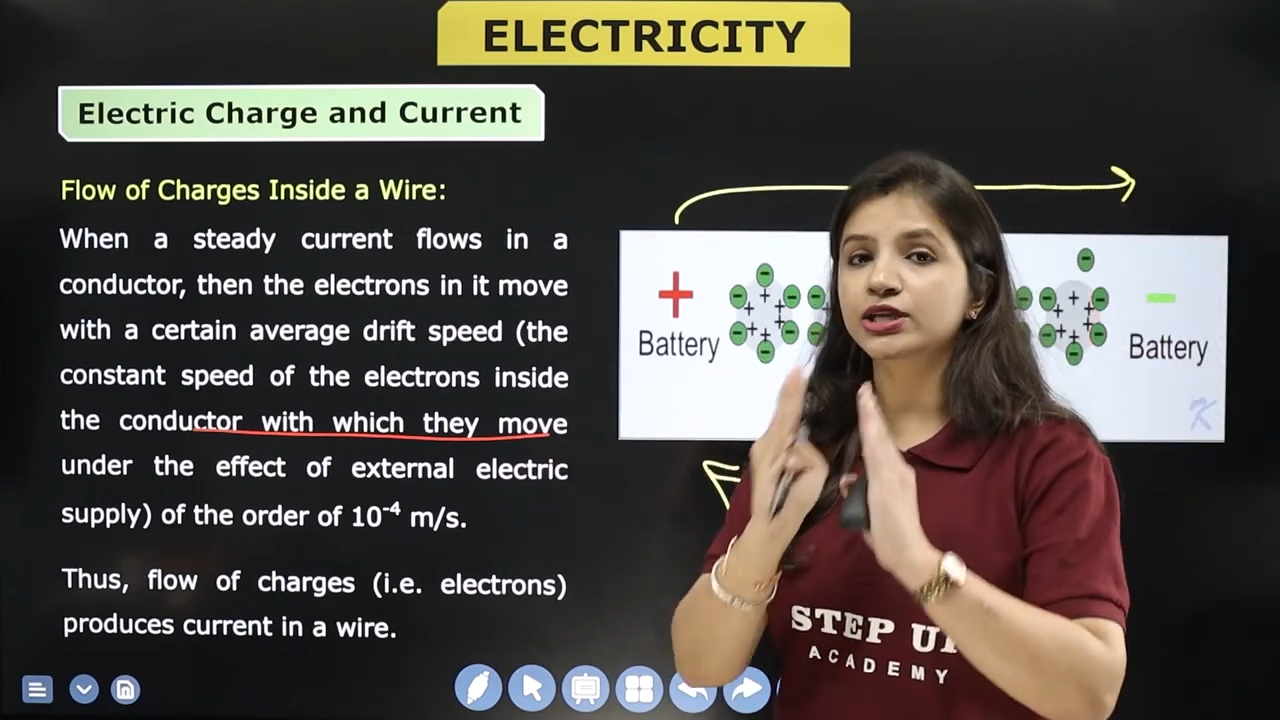 ELECTRICITY
Electric Charge and Current
Flow of Charges Inside a Wire:
When a steady current flows in a
conductor, then the electrons in it move
with a certain average drift speed (the
constant speed of the electrons inside
the conductor with which they move
under the effect of external electric
supply) of the order of 10⁻⁴ m/s.
Thus, flow of charges (i.e. electrons)
produces current in a wire.
+
Battery
-
Battery
K
STEP UP
ACADEMY